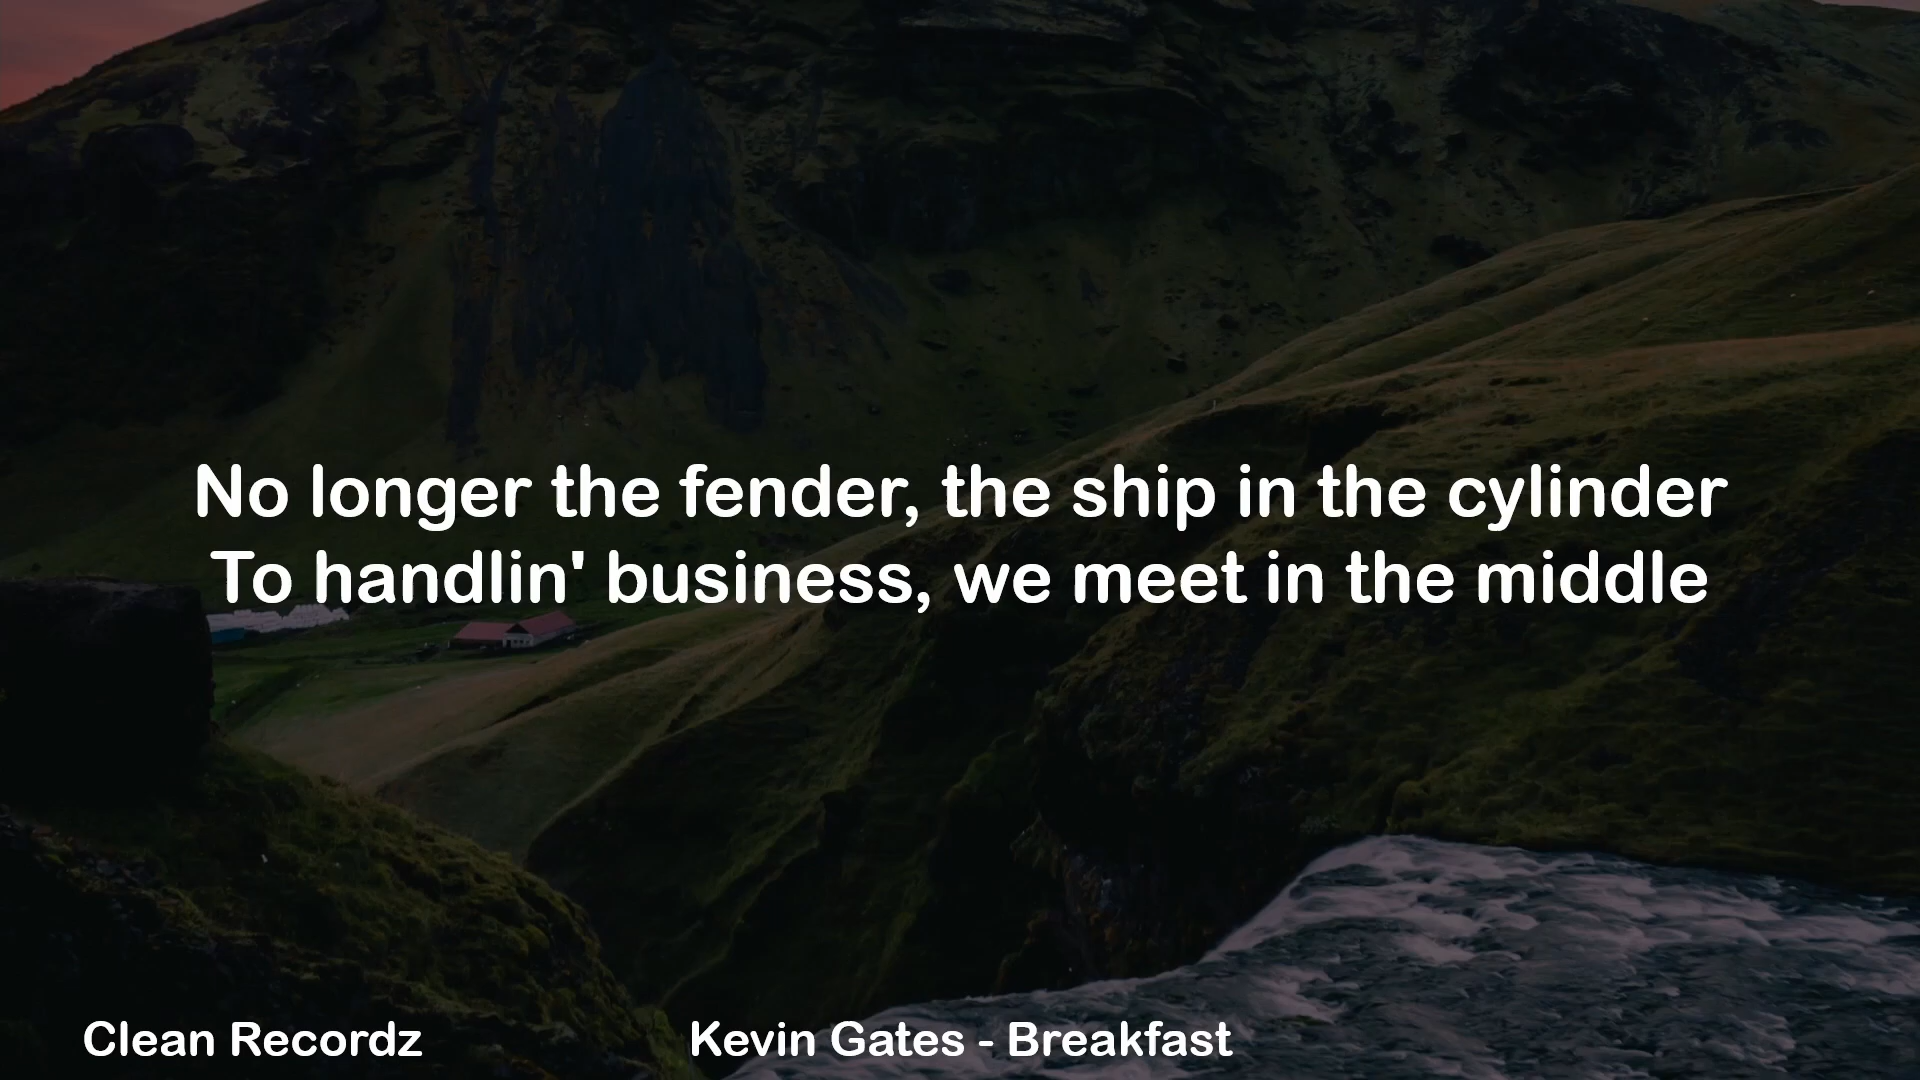 No longer the fender, the ship in the cylinder
To handlin' business, we meet in the middle
Clean Recordz
Kevin Gates - Breakfast